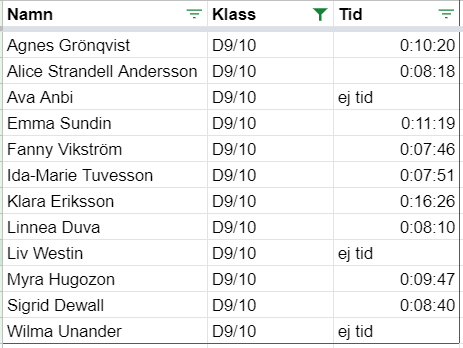 Namn Klass Tid
Agnes Grönqvist D9/10 0:10:20
Alice Strandell Andersson D9/10 0:08:18
Ava Anbi D9/10 ej tid
Emma Sundin D9/10 0:11:19
Fanny Vikström D9/10 0:07:46
Ida-Marie Tuvesson D9/10 0:07:51
Klara Eriksson D9/10 0:16:26
Linnea Duva D9/10 0:08:10
Liv Westin D9/10 ej tid
Myra Hugozon D9/10 0:09:47
Sigrid Dewall D9/10 0:08:40
Wilma Unander D9/10 ej tid